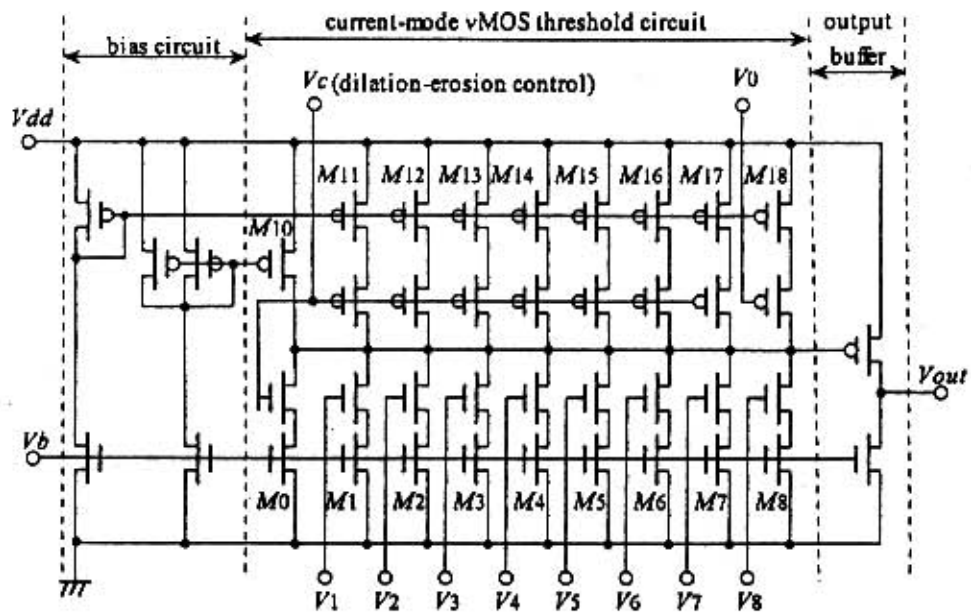 current-mode vMOS threshold circuit
output
bias circuit
buffer
Vc (dilation-erosion control)
V0
Vdd
M11 M12 M13 M14 M15 M16 M17 M18
M10
Vout
Vb
M0 M1 M2 M3 M4 M5 M6 M7 M8
V1 V2 V3 V4 V5 V6 V7 V8